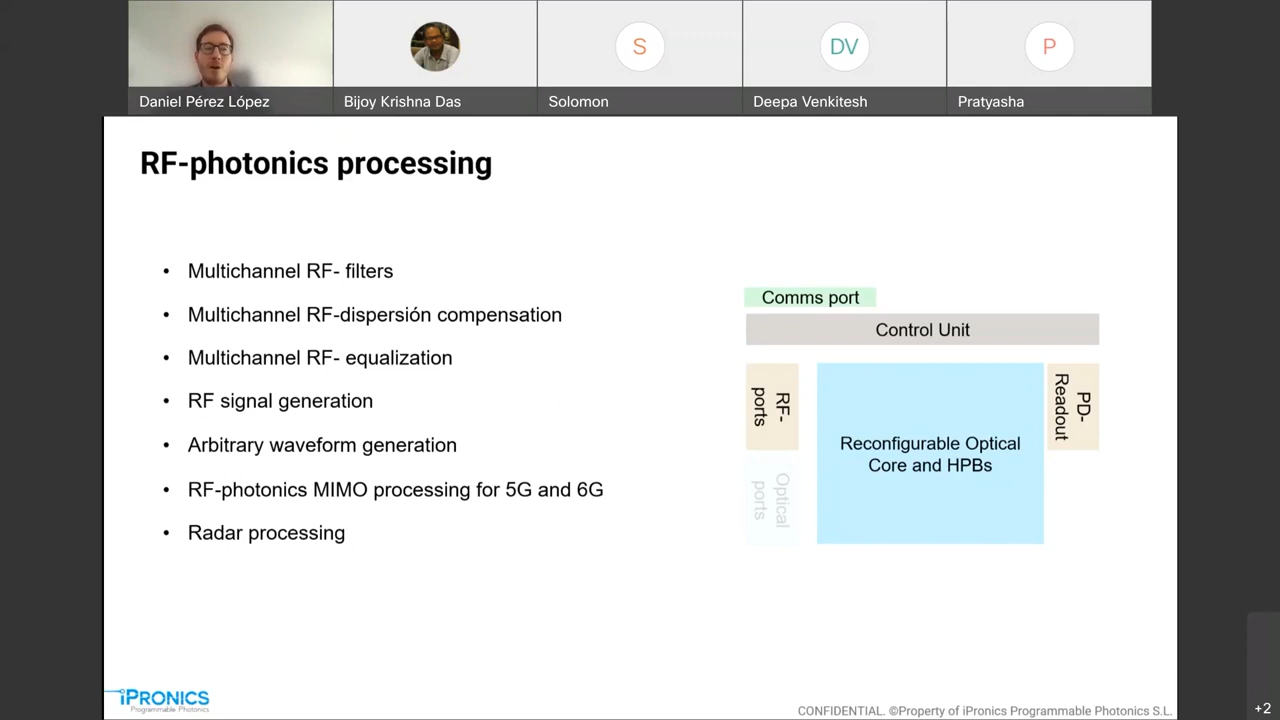 S
DV
P
Daniel Pérez López
Bijoy Krishna Das
Solomon
Deepa Venkitesh
Pratyasha
RF-photonics processing
• Multichannel RF- filters
• Multichannel RF-dispersión compensation
• Multichannel RF- equalization
• RF signal generation
• Arbitrary waveform generation
• RF-photonics MIMO processing for 5G and 6G
• Radar processing
Comms port
Control Unit
RF-
ports
Optical
ports
Reconfigurable Optical
Core and HPBs
PD-
Readout
iPRONICS
Programmable Photonics
CONFIDENTIAL. ©Property of iPronics Programmable Photonics S.L.
+2